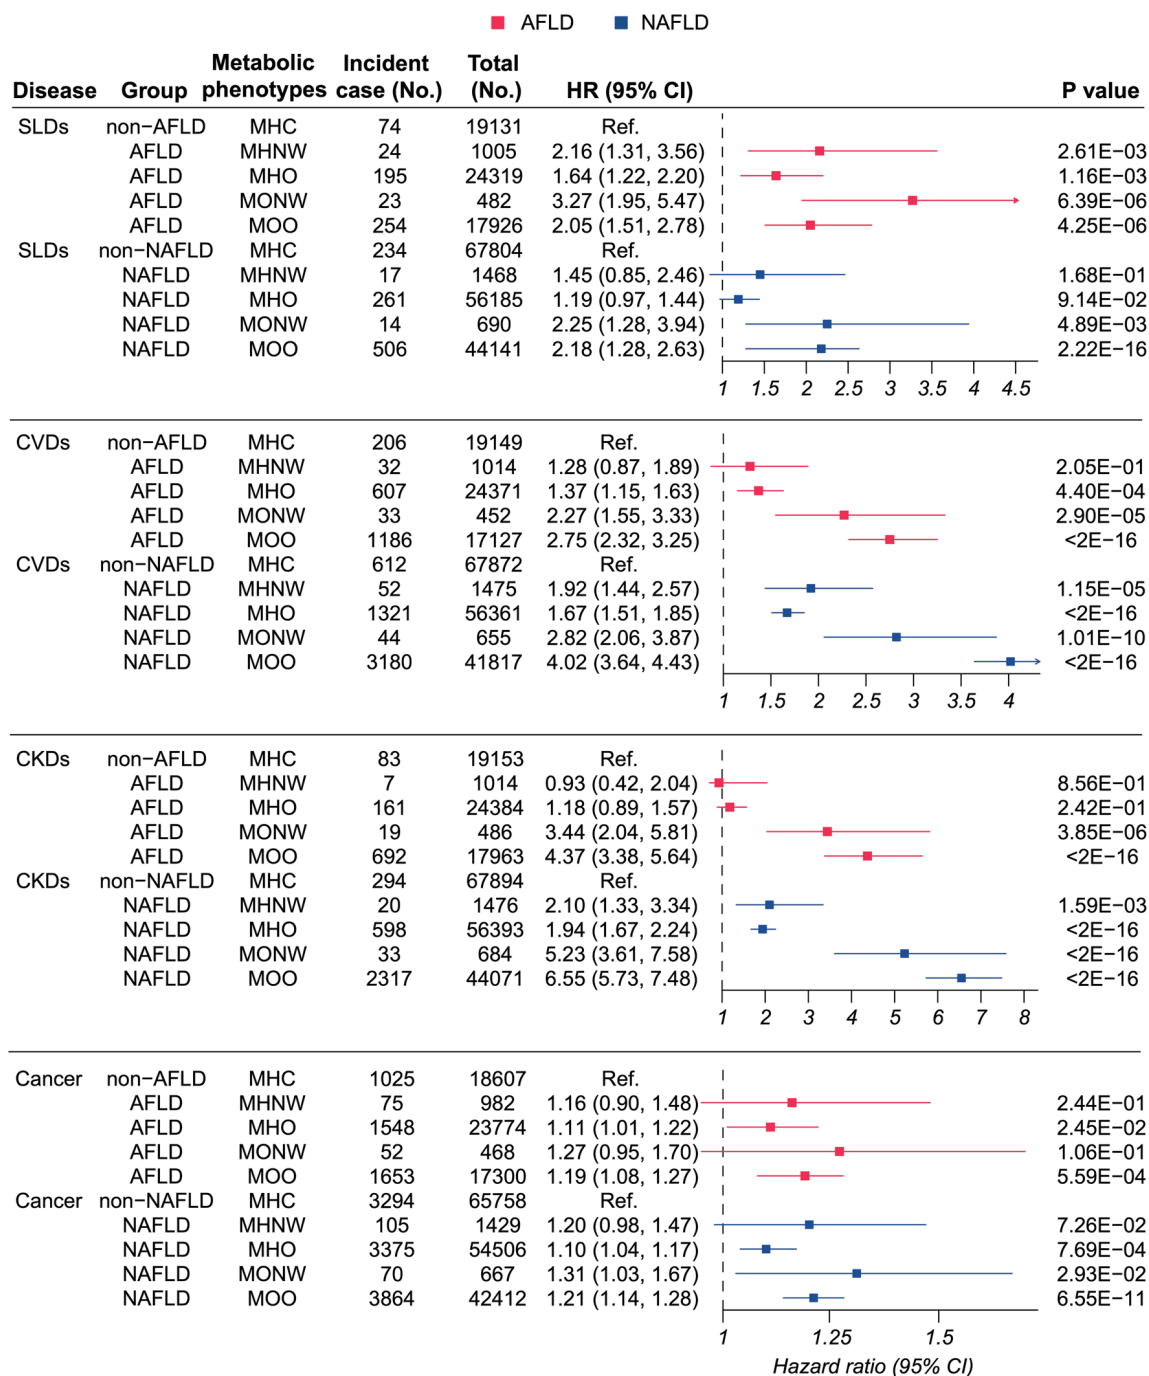 AFLD NAFLD
Disease Group Metabolic phenotypes Incident case (No.) Total (No.) HR (95% CI) P value
SLDs non−AFLD MHC 74 19131 Ref.
AFLD MHNW 24 1005 2.16 (1.31, 3.56) 2.61E−03
AFLD MHO 195 24319 1.64 (1.22, 2.20) 1.16E−03
AFLD MONW 23 482 3.27 (1.95, 5.47) 6.39E−06
AFLD MOO 254 17926 2.05 (1.51, 2.78) 4.25E−06
SLDs non−NAFLD MHC 234 67804 Ref.
NAFLD MHNW 17 1468 1.45 (0.85, 2.46) 1.68E−01
NAFLD MHO 261 56185 1.19 (0.97, 1.44) 9.14E−02
NAFLD MONW 14 690 2.25 (1.28, 3.94) 4.89E−03
NAFLD MOO 506 44141 2.18 (1.28, 2.63) 2.22E−16
1 1.5 2 2.5 3 3.5 4 4.5
CVDs non−AFLD MHC 206 19149 Ref.
AFLD MHNW 32 1014 1.28 (0.87, 1.89) 2.05E−01
AFLD MHO 607 24371 1.37 (1.15, 1.63) 4.40E−04
AFLD MONW 33 452 2.27 (1.55, 3.33) 2.90E−05
AFLD MOO 1186 17127 2.75 (2.32, 3.25) <2E−16
CVDs non−NAFLD MHC 612 67872 Ref.
NAFLD MHNW 52 1475 1.92 (1.44, 2.57) 1.15E−05
NAFLD MHO 1321 56361 1.67 (1.51, 1.85) <2E−16
NAFLD MONW 44 655 2.82 (2.06, 3.87) 1.01E−10
NAFLD MOO 3180 41817 4.02 (3.64, 4.43) <2E−16
1 1.5 2 2.5 3 3.5 4
CKDs non−AFLD MHC 83 19153 Ref.
AFLD MHNW 7 1014 0.93 (0.42, 2.04) 8.56E−01
AFLD MHO 161 24384 1.18 (0.89, 1.57) 2.42E−01
AFLD MONW 19 486 3.44 (2.04, 5.81) 3.85E−06
AFLD MOO 692 17963 4.37 (3.38, 5.64) <2E−16
CKDs non−NAFLD MHC 294 67894 Ref.
NAFLD MHNW 20 1476 2.10 (1.33, 3.34) 1.59E−03
NAFLD MHO 598 56393 1.94 (1.67, 2.24) <2E−16
NAFLD MONW 33 684 5.23 (3.61, 7.58) <2E−16
NAFLD MOO 2317 44071 6.55 (5.73, 7.48) <2E−16
1 2 3 4 5 6 7 8
Cancer non−AFLD MHC 1025 18607 Ref.
AFLD MHNW 75 982 1.16 (0.90, 1.48) 2.44E−01
AFLD MHO 1548 23774 1.11 (1.01, 1.22) 2.45E−02
AFLD MONW 52 468 1.27 (0.95, 1.70) 1.06E−01
AFLD MOO 1653 17300 1.19 (1.08, 1.27) 5.59E−04
Cancer non−NAFLD MHC 3294 65758 Ref.
NAFLD MHNW 105 1429 1.20 (0.98, 1.47) 7.26E−02
NAFLD MHO 3375 54506 1.10 (1.04, 1.17) 7.69E−04
NAFLD MONW 70 667 1.31 (1.03, 1.67) 2.93E−02
NAFLD MOO 3864 42412 1.21 (1.14, 1.28) 6.55E−11
1 1.25 1.5
Hazard ratio (95% CI)